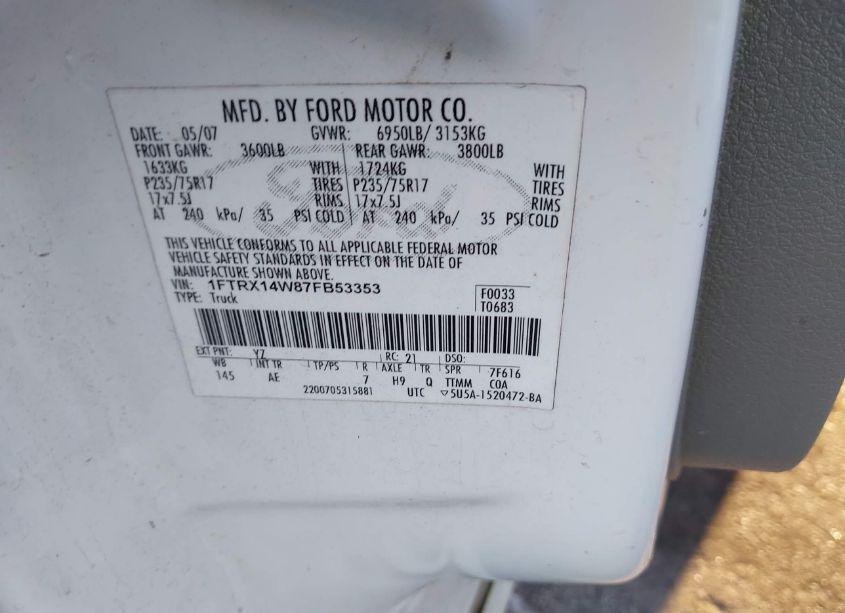 MFD. BY FORD MOTOR CO.
DATE: 05/07 GVWR: 6950LB/ 3153KG
FRONT GAWR: 3600LB REAR GAWR: 3800LB
1633KG WITH 1724KG WITH
P235/75R17 TIRES P235/75R17 TIRES
17x7.5J RIMS 17x7.5J RIMS
AT 240 kPa/ 35 PSI COLD AT 240 kPa/ 35 PSI COLD
Ford
THIS VEHICLE CONFORMS TO ALL APPLICABLE FEDERAL MOTOR
VEHICLE SAFETY STANDARDS IN EFFECT ON THE DATE OF
MANUFACTURE SHOWN ABOVE.
VIN: 1FTRX14W87FB53353 F0033
TYPE: Truck T0683
EXT PNT: YZ RC: 21 DSO:
WB INT TR TP/PS R AXLE TR SPR 7F616
145 AE 7 H9 Q TTMM COA
2200705315881 UTC ▽5U5A-1520472-BA